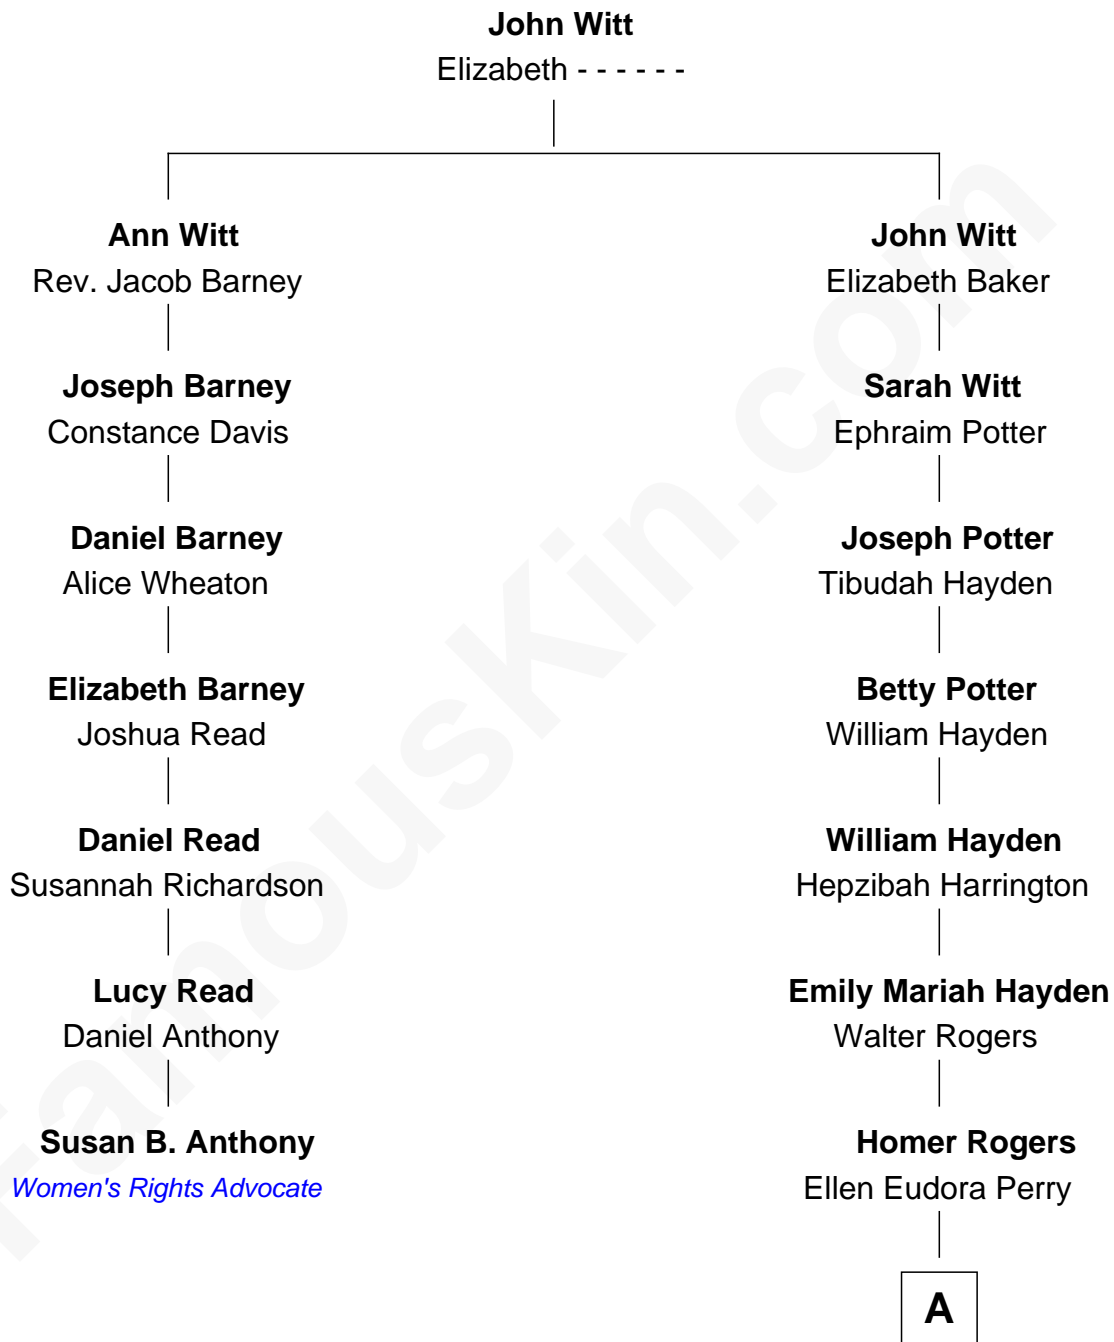 John Witt
Elizabeth - - - - - -
Ann Witt
Rev. Jacob Barney
Joseph Barney
Constance Davis
Daniel Barney
Alice Wheaton
Elizabeth Barney
Joshua Read
Daniel Read
Susannah Richardson
Lucy Read
Daniel Anthony
Susan B. Anthony
Women's Rights Advocate
John Witt
Elizabeth Baker
Sarah Witt
Ephraim Potter
Joseph Potter
Tibudah Hayden
Betty Potter
William Hayden
William Hayden
Hepzibah Harrington
Emily Mariah Hayden
Walter Rogers
Homer Rogers
Ellen Eudora Perry
A
FamousKin.com